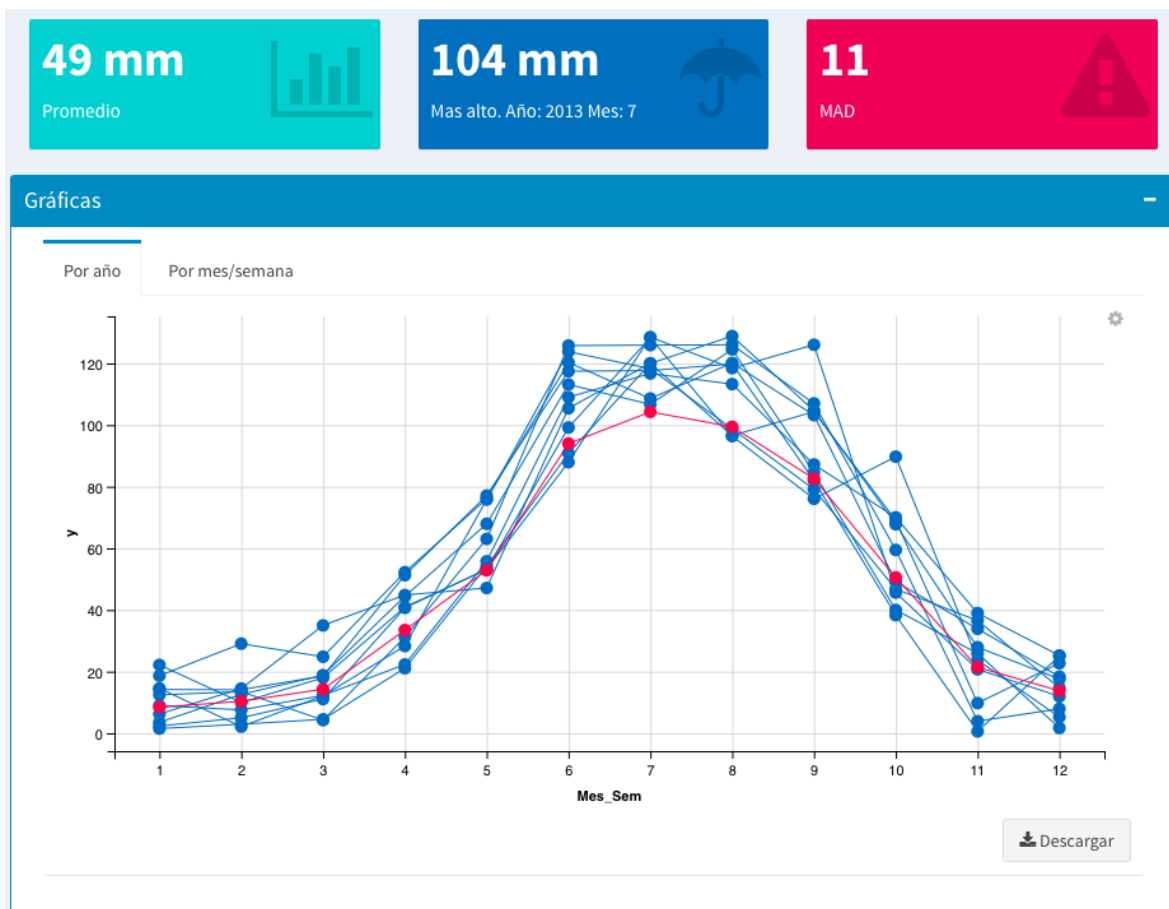 49 mm
Promedio
104 mm
Mas alto. Año: 2013 Mes: 7
11
MAD
Gráficas
Por año
Por mes/semana
120
100
80
60
40
20
0
y
1 2 3 4 5 6 7 8 9 10 11 12
Mes_Sem
Descargar